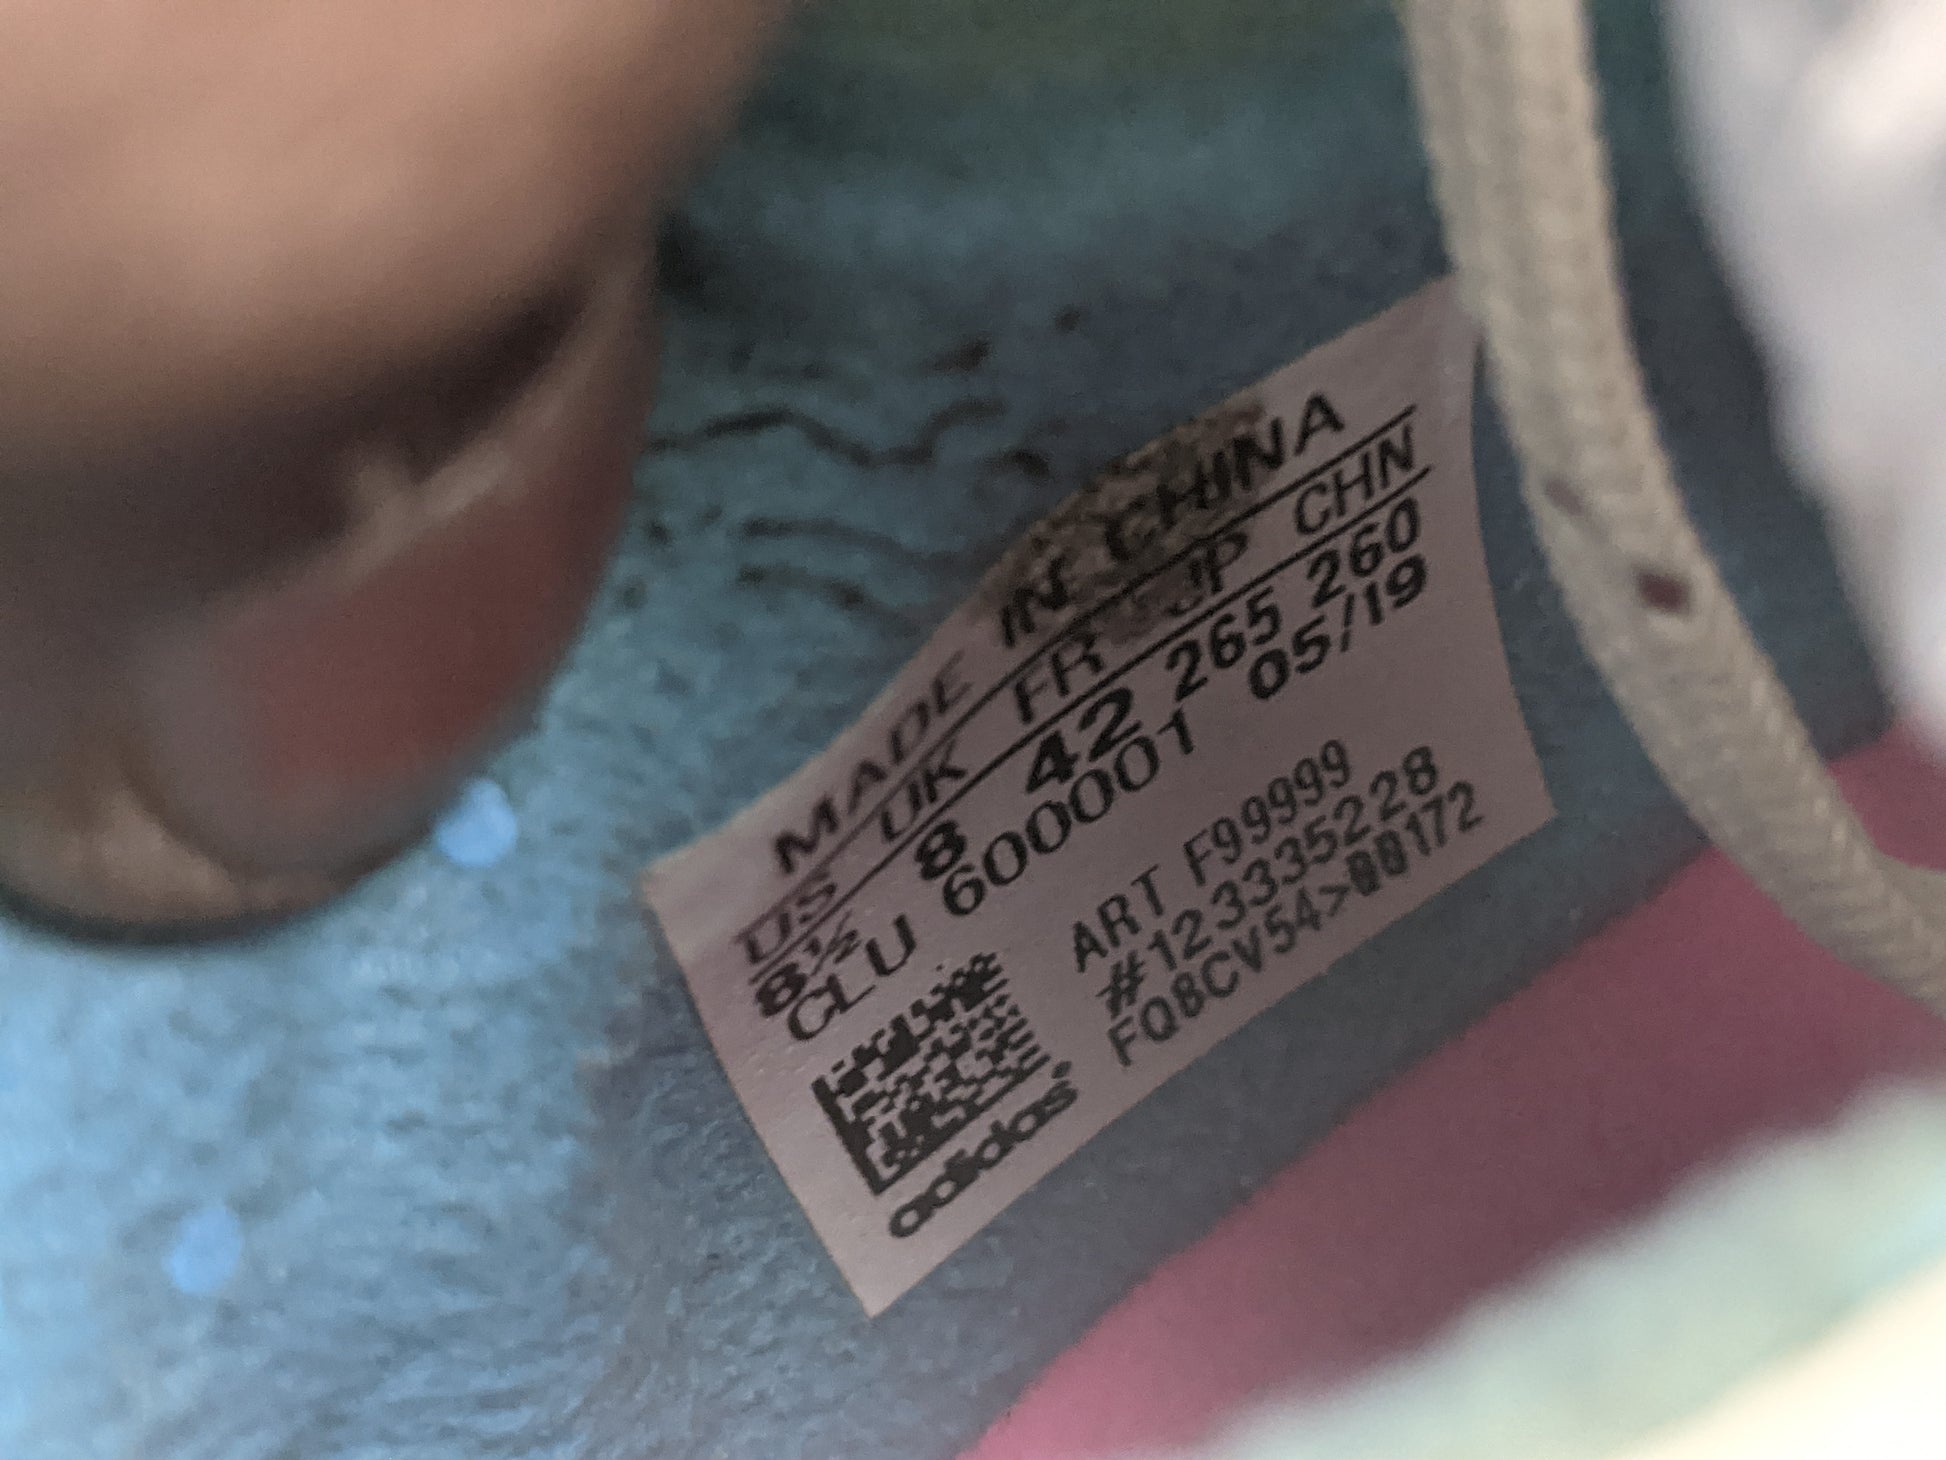 MADE IN CHINA
US UK FR JP CHN
8½ 8 42 265 260
CLU 600001 05/19
ART F99999
#123335228
FQ8CV54>00172
adidas